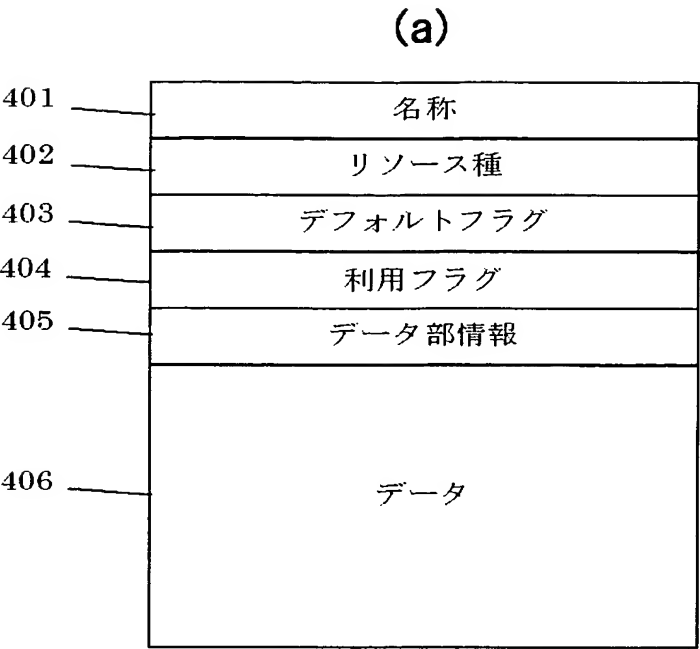 (a)
401 名称
402 リソース種
403 デフォルトフラグ
404 利用フラグ
405 データ部情報
406 データ